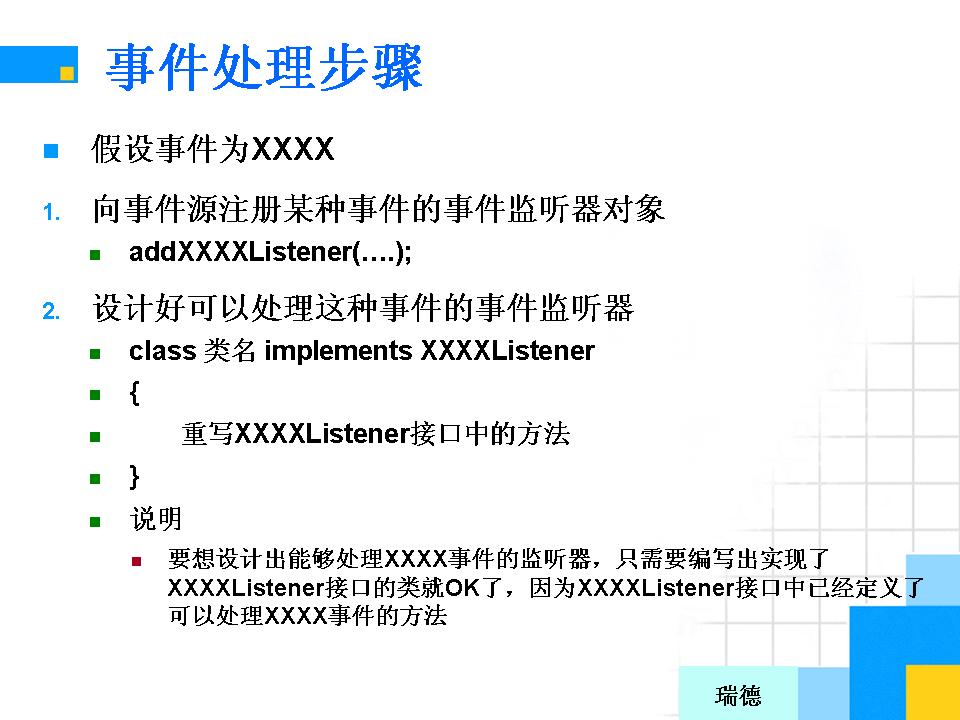 事件处理步骤
假设事件为XXXX
1. 向事件源注册某种事件的事件监听器对象
addXXXXListener(….);
2. 设计好可以处理这种事件的事件监听器
class 类名 implements XXXXListener
{
重写XXXXListener接口中的方法
}
说明
要想设计出能够处理XXXX事件的监听器，只需要编写出实现了
XXXXListener接口的类就OK了，因为XXXXListener接口中已经定义了
可以处理XXXX事件的方法
瑞德